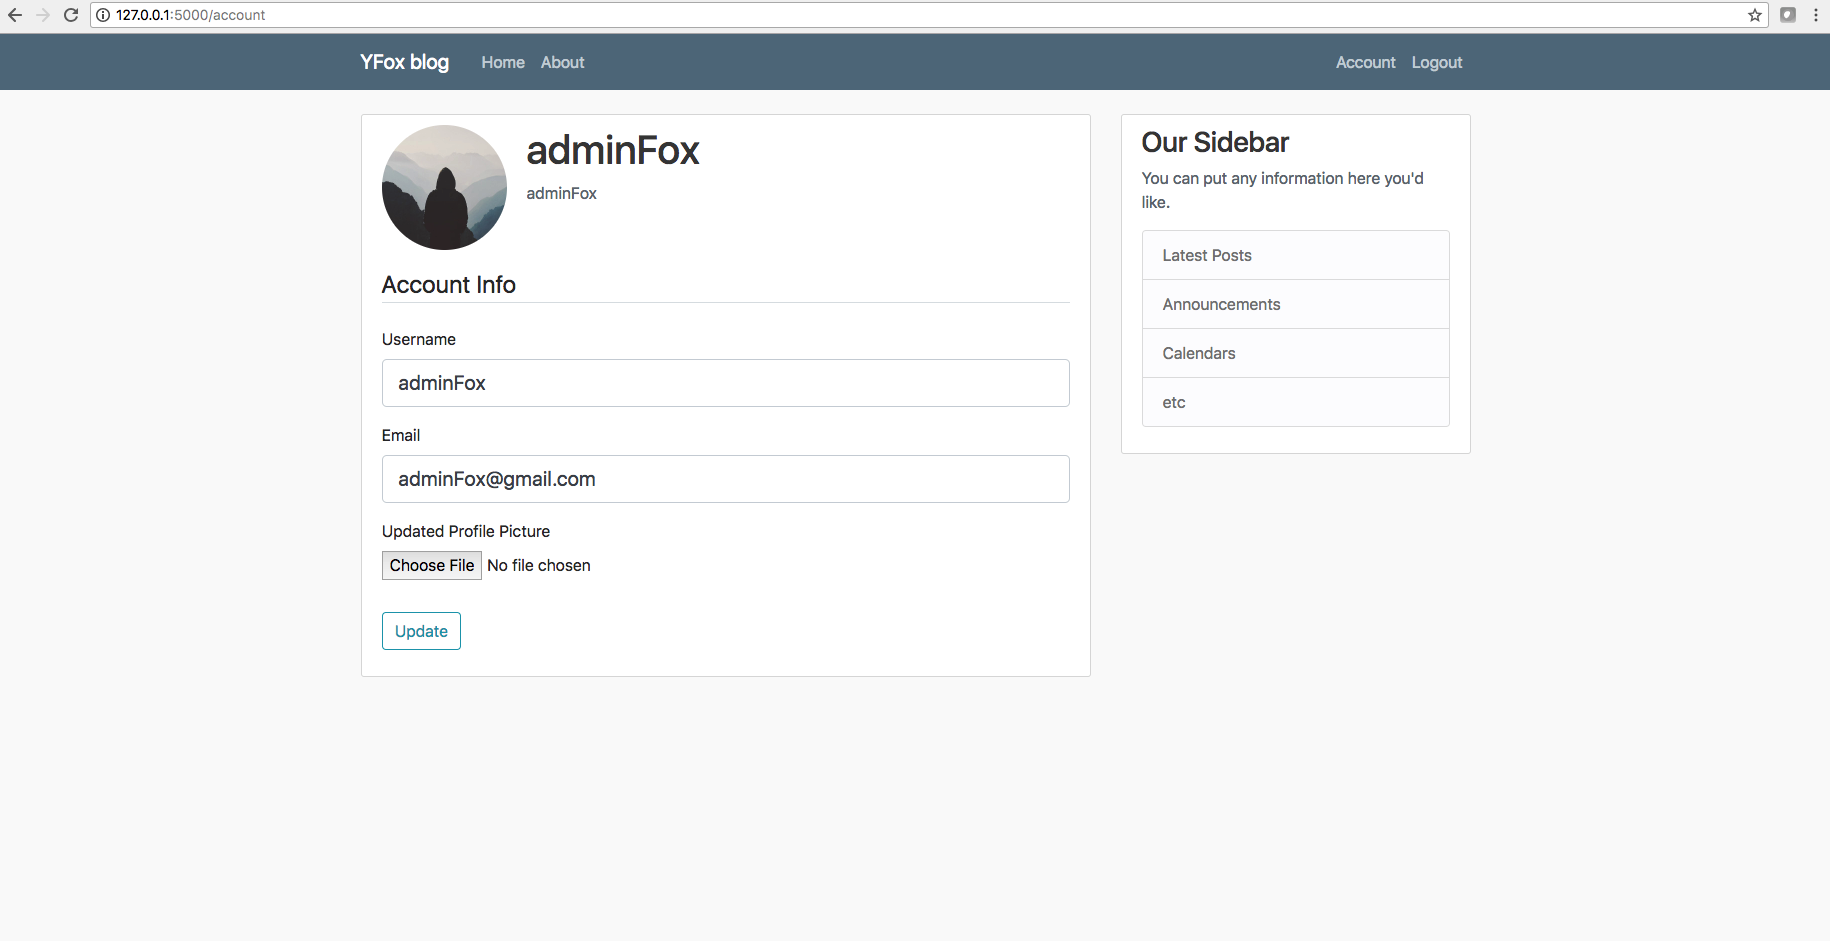 127.0.0.1:5000/account
YFox blog Home About Account Logout
adminFox
adminFox
Account Info
Username
adminFox
Email
adminFox@gmail.com
Updated Profile Picture
Choose File No file chosen
Update
Our Sidebar
You can put any information here you'd
like.
Latest Posts
Announcements
Calendars
etc